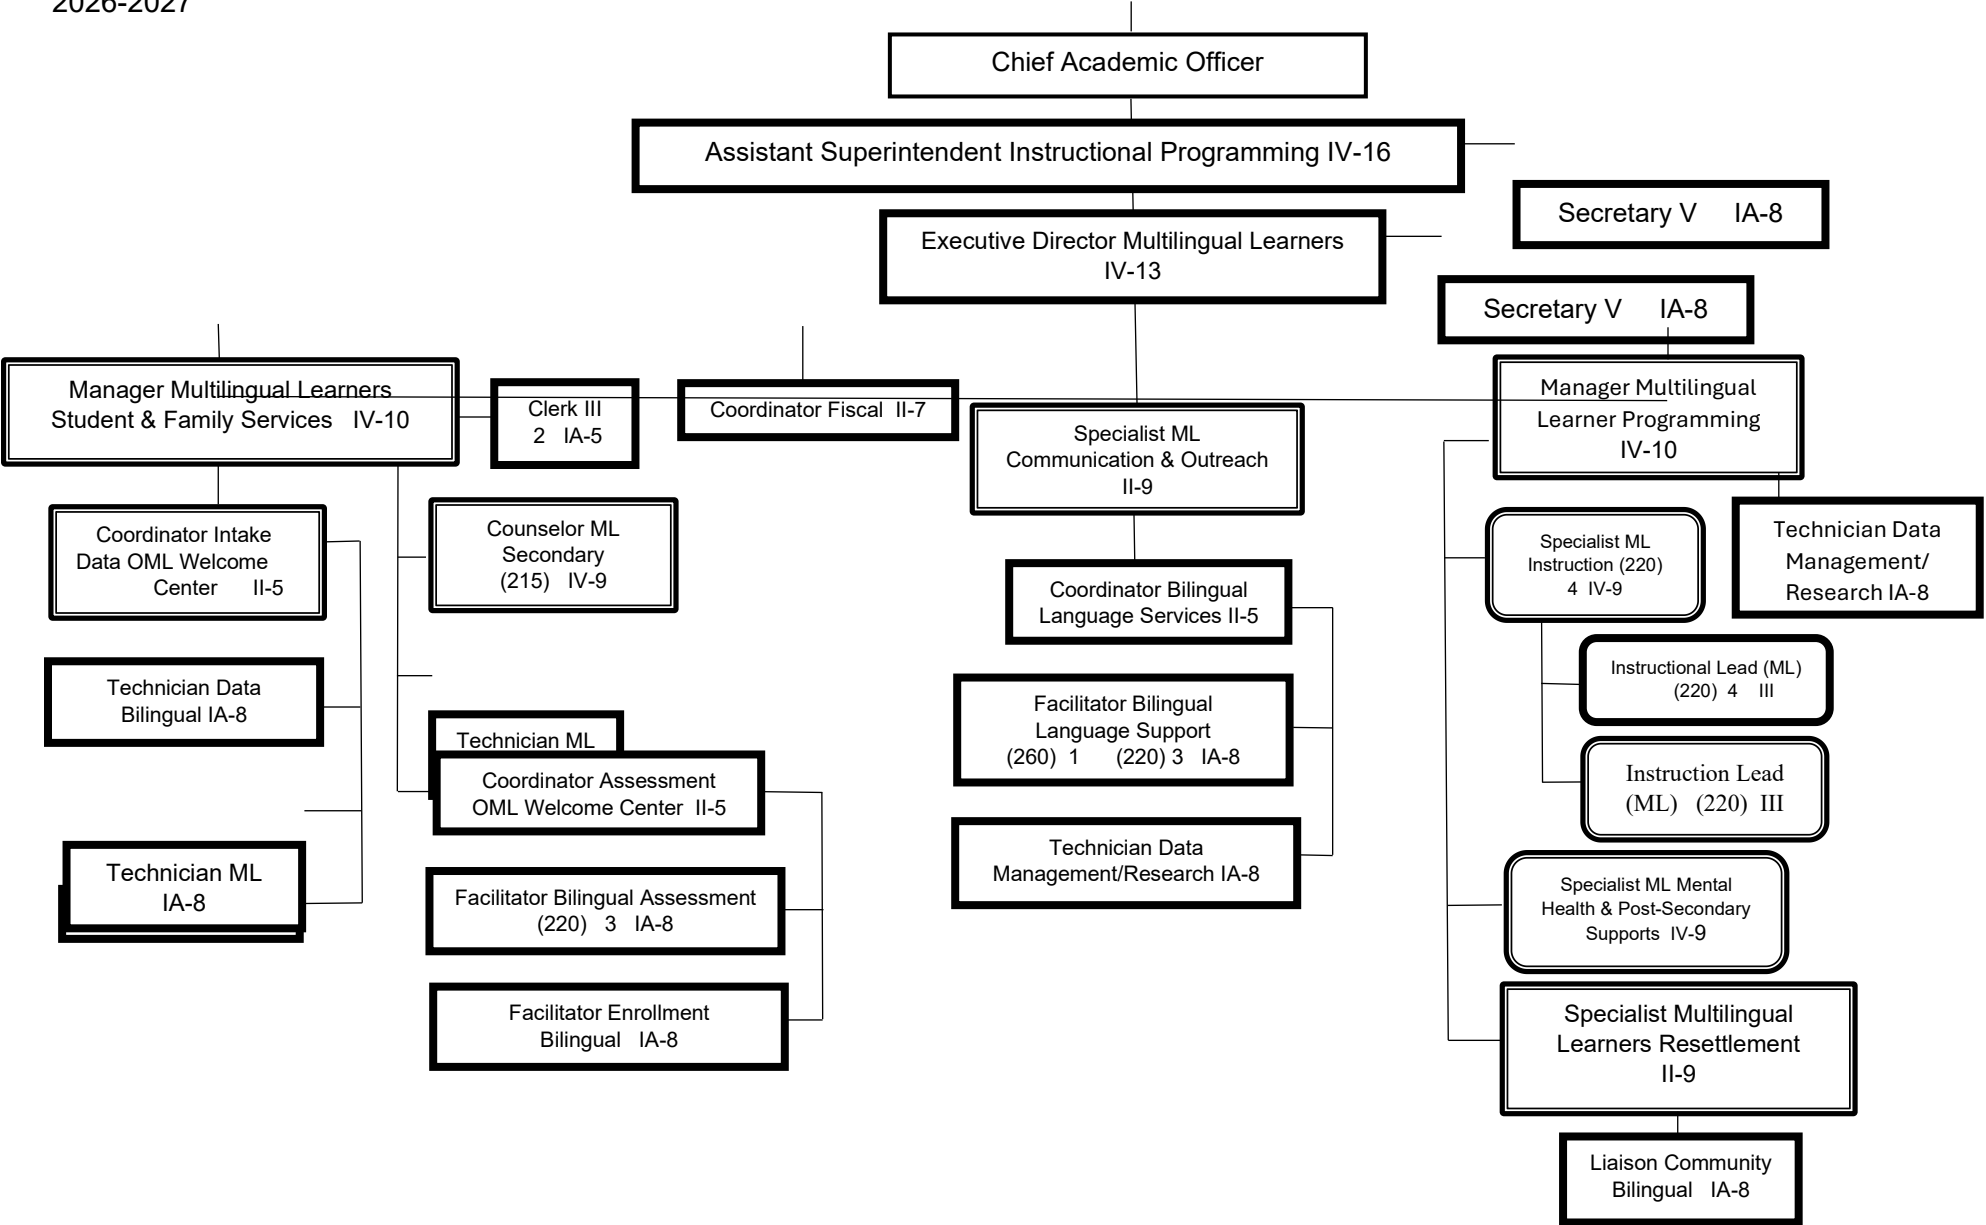 2026-2027
Chief Academic Officer
Assistant Superintendent Instructional Programming IV-16
Secretary V IA-8
Executive Director Multilingual Learners
IV-13
Secretary V IA-8
Manager Multilingual Learners
Student & Family Services IV-10
Clerk III
2 IA-5
Coordinator Fiscal II-7
Specialist ML
Communication & Outreach
II-9
Manager Multilingual
Learner Programming
IV-10
Coordinator Intake
Data OML Welcome
Center II-5
Counselor ML
Secondary
(215) IV-9
Specialist ML
Instruction (220)
4 IV-9
Technician Data
Management/
Research IA-8
Coordinator Bilingual
Language Services II-5
Technician Data
Bilingual IA-8
Facilitator Bilingual
Language Support
(260) 1 (220) 3 IA-8
Instructional Lead (ML)
(220) 4 III
Technician ML
Coordinator Assessment
OML Welcome Center II-5
Instruction Lead
(ML) (220) III
Technician ML
IA-8
Technician Data
Management/Research IA-8
Facilitator Bilingual Assessment
(220) 3 IA-8
Specialist ML Mental
Health & Post-Secondary
Supports IV-9
Facilitator Enrollment
Bilingual IA-8
Specialist Multilingual
Learners Resettlement
II-9
Liaison Community
Bilingual IA-8